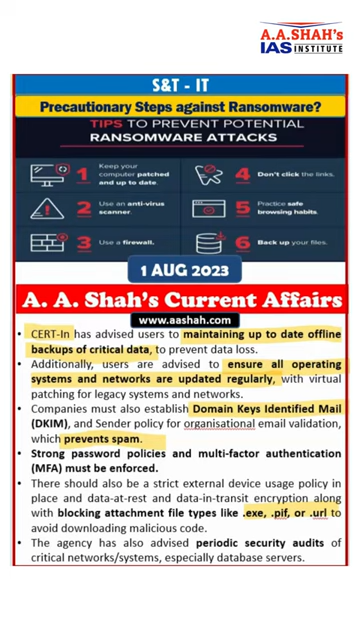 A.A.SHAH's
IAS INSTITUTE
S&T - IT
Precautionary Steps against Ransomware?
TIPS TO PREVENT POTENTIAL
RANSOMWARE ATTACKS
1 Keep your
computer patched
and up to date.
4 Don't click the links.
2 Use an anti-virus
scanner.
5 Practice safe
browsing habits.
3 Use a firewall.
6 Back up your files.
1 AUG 2023
A. A. Shah's Current Affairs
www.aashah.com
• CERT-In has advised users to maintaining up to date offline
backups of critical data, to prevent data loss.
• Additionally, users are advised to ensure all operating
systems and networks are updated regularly, with virtual
patching for legacy systems and networks.
• Companies must also establish Domain Keys Identified Mail
(DKIM), and Sender policy for organisational email validation,
which prevents spam.
• Strong password policies and multi-factor authentication
(MFA) must be enforced.
• There should also be a strict external device usage policy in
place and data-at-rest and data-in-transit encryption along
with blocking attachment file types like .exe, .pif, or .url to
avoid downloading malicious code.
• The agency has also advised periodic security audits of
critical networks/systems, especially database servers.